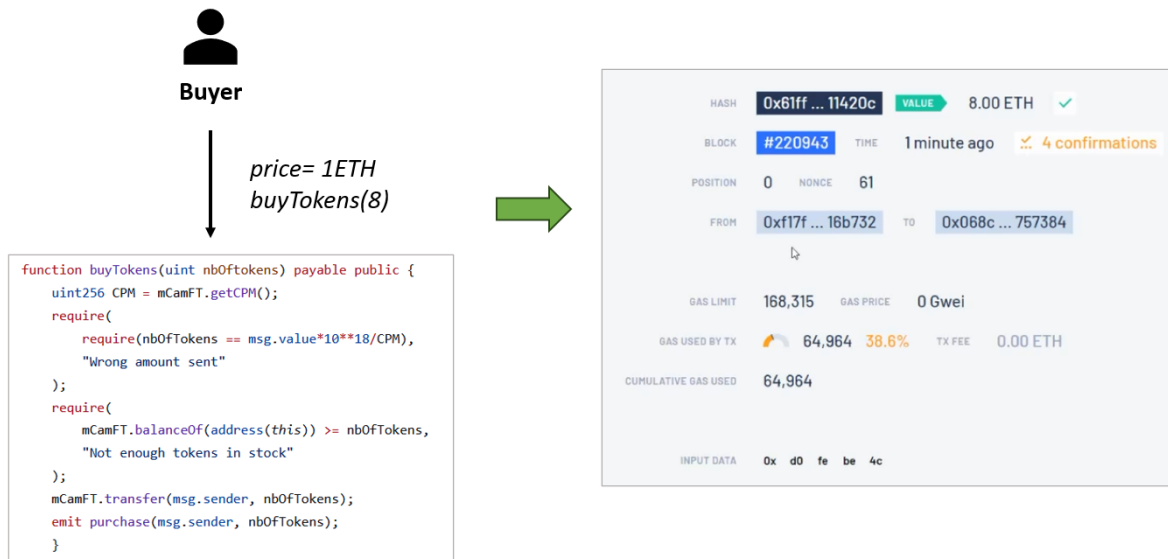 Buyer
price= 1ETH
buyTokens(8)
function buyTokens(uint nbOftokens) payable public {
uint256 CPM = mCamFT.getCPM();
require(
require(nbOfTokens == msg.value*10**18/CPM),
"Wrong amount sent"
);
require(
mCamFT.balanceOf(address(this)) >= nbOfTokens,
"Not enough tokens in stock"
);
mCamFT.transfer(msg.sender, nbOfTokens);
emit purchase(msg.sender, nbOfTokens);
}
HASH 0x61ff ... 11420c VALUE 8.00 ETH
BLOCK #220943 TIME 1 minute ago 4 confirmations
POSITION 0 NONCE 61
FROM 0xf17f ... 16b732 TO 0x068c ... 757384
GAS LIMIT 168,315 GAS PRICE 0 Gwei
GAS USED BY TX 64,964 38.6% TX FEE 0.00 ETH
CUMULATIVE GAS USED 64,964
INPUT DATA 0x d0 fe be 4c